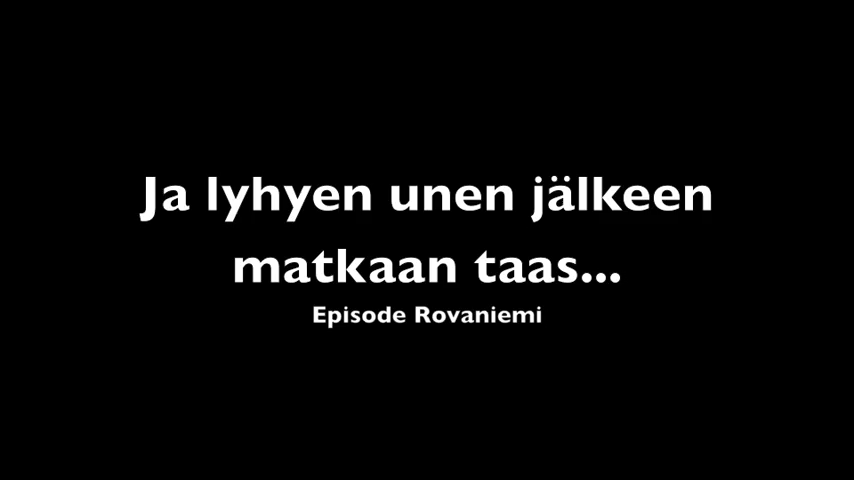 Ja lyhyen unen jälkeen
matkaan taas...
Episode Rovaniemi